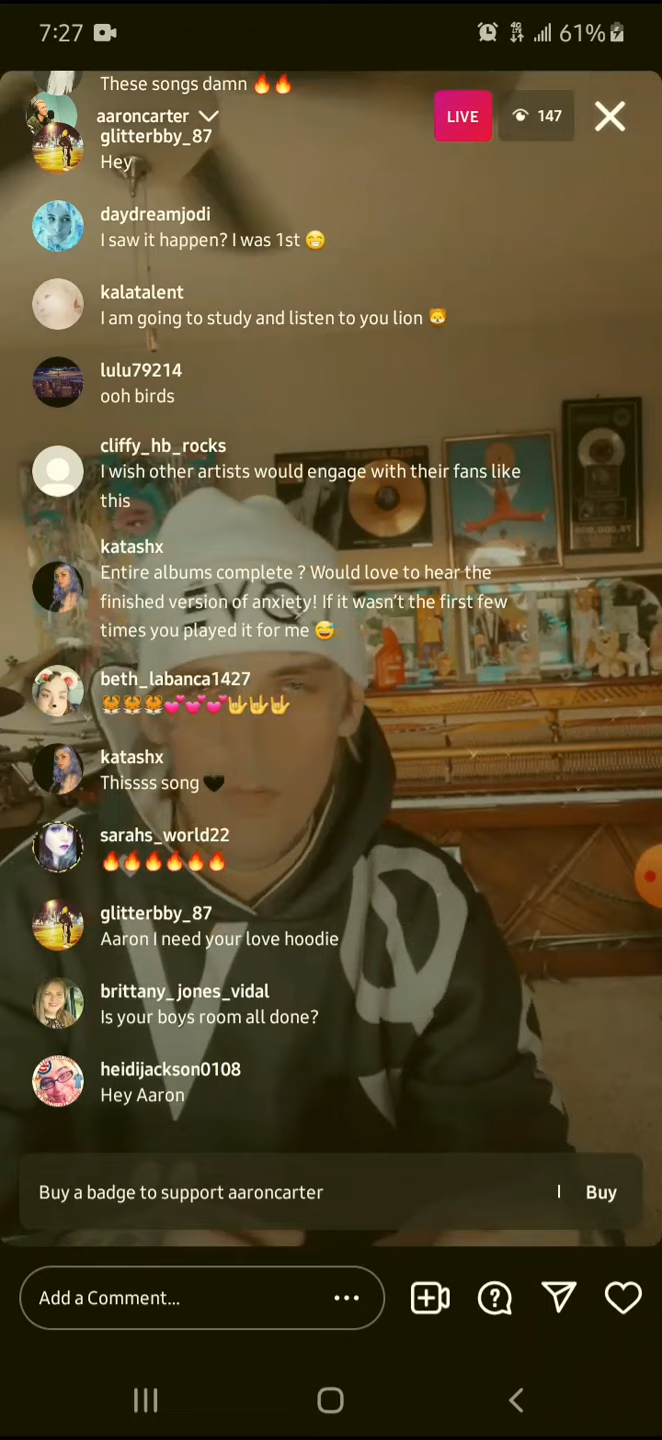 7:27
4G
61%
These songs damn 🔥🔥
aaroncarter
LIVE
147
glitterbby_87
Hey
daydreamjodi
I saw it happen? I was 1st 😁
kalatalent
I am going to study and listen to you lion 🦁
lulu79214
ooh birds
cliffy_hb_rocks
I wish other artists would engage with their fans like
this
katashx
Entire albums complete ? Would love to hear the
finished version of anxiety! If it wasn't the first few
times you played it for me 😅
beth_labanca1427
🦀🦀🦀💕💕💕🤟🤟🤟
katashx
Thissss song 🖤
sarahs_world22
🔥🔥🔥🔥🔥🔥
glitterbby_87
Aaron I need your love hoodie
brittany_jones_vidal
Is your boys room all done?
heidijackson0108
Hey Aaron
Buy a badge to support aaroncarter
Buy
Add a Comment...